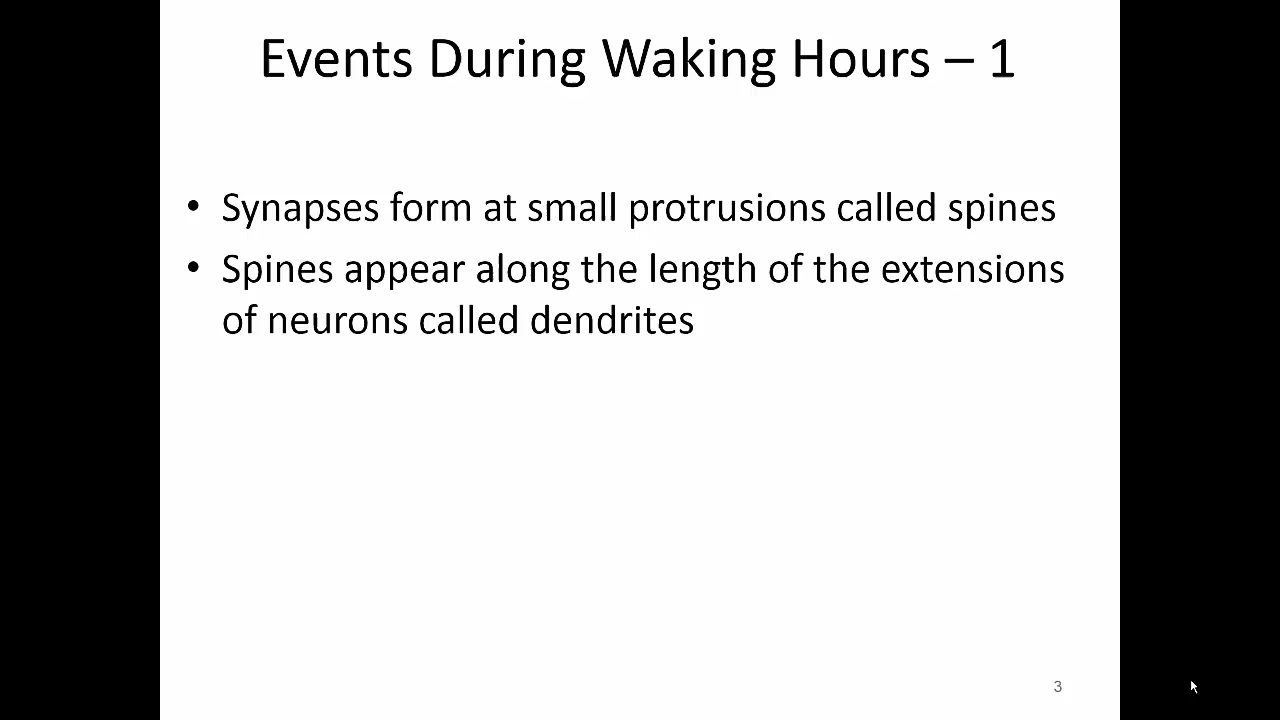 Events During Waking Hours – 1
• Synapses form at small protrusions called spines
• Spines appear along the length of the extensions
of neurons called dendrites
3